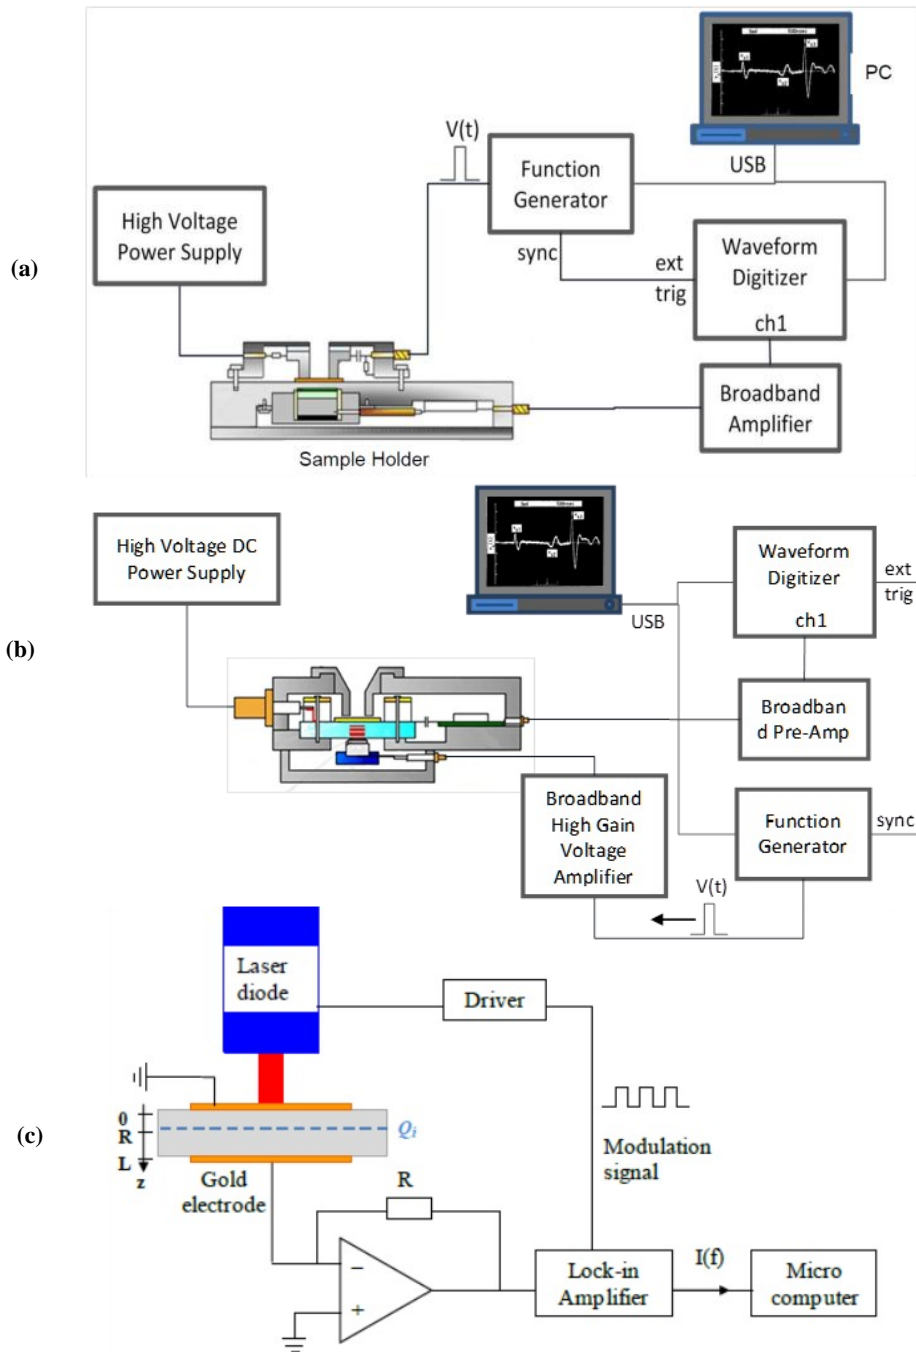 PC
V(t)
USB
Function
Generator
High Voltage
Power Supply
sync
ext
trig
Waveform
Digitizer
ch1
(a)
Broadband
Amplifier
Sample Holder
High Voltage DC
Power Supply
Waveform
Digitizer
ch1
ext
trig
USB
(b)
Broadban
d Pre-Amp
Broadband
High Gain
Voltage
Amplifier
Function
Generator
sync
V(t)
Laser
diode
Driver
0
R
L
z
Qi
(c)
Modulation
signal
Gold
electrode
R
−
+
Lock-in
Amplifier
I(f)
Micro
computer